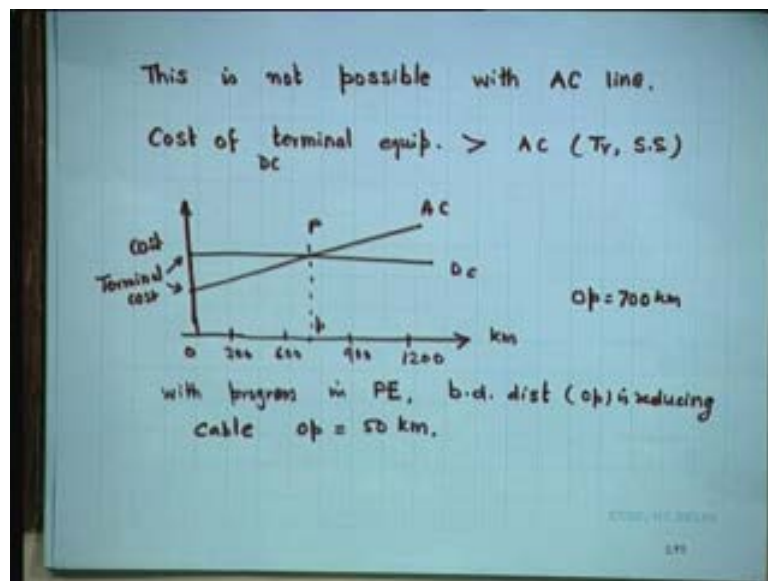 This is not possible with AC line.
Cost of terminal equip. > AC (Tr, S.S)
DC
AC
P
Cost
DC
Terminal
cost
Op = 700 km
p
km
0 300 600 900 1200
with progress in PE, b.d. dist (op) is reducing
cable op = 50 km.